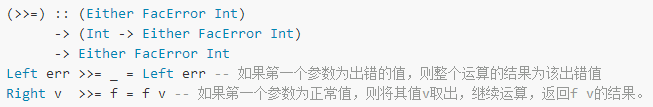 (>>=) :: (Either FacError Int)
-> (Int -> Either FacError Int)
-> Either FacError Int
Left err >>= _ = Left err -- 如果第一个参数为出错的值，则整个运算的结果为该出错值
Right v >>= f = f v -- 如果第一个参数为正常值，则将其值v取出，继续运算，返回f v的结果。